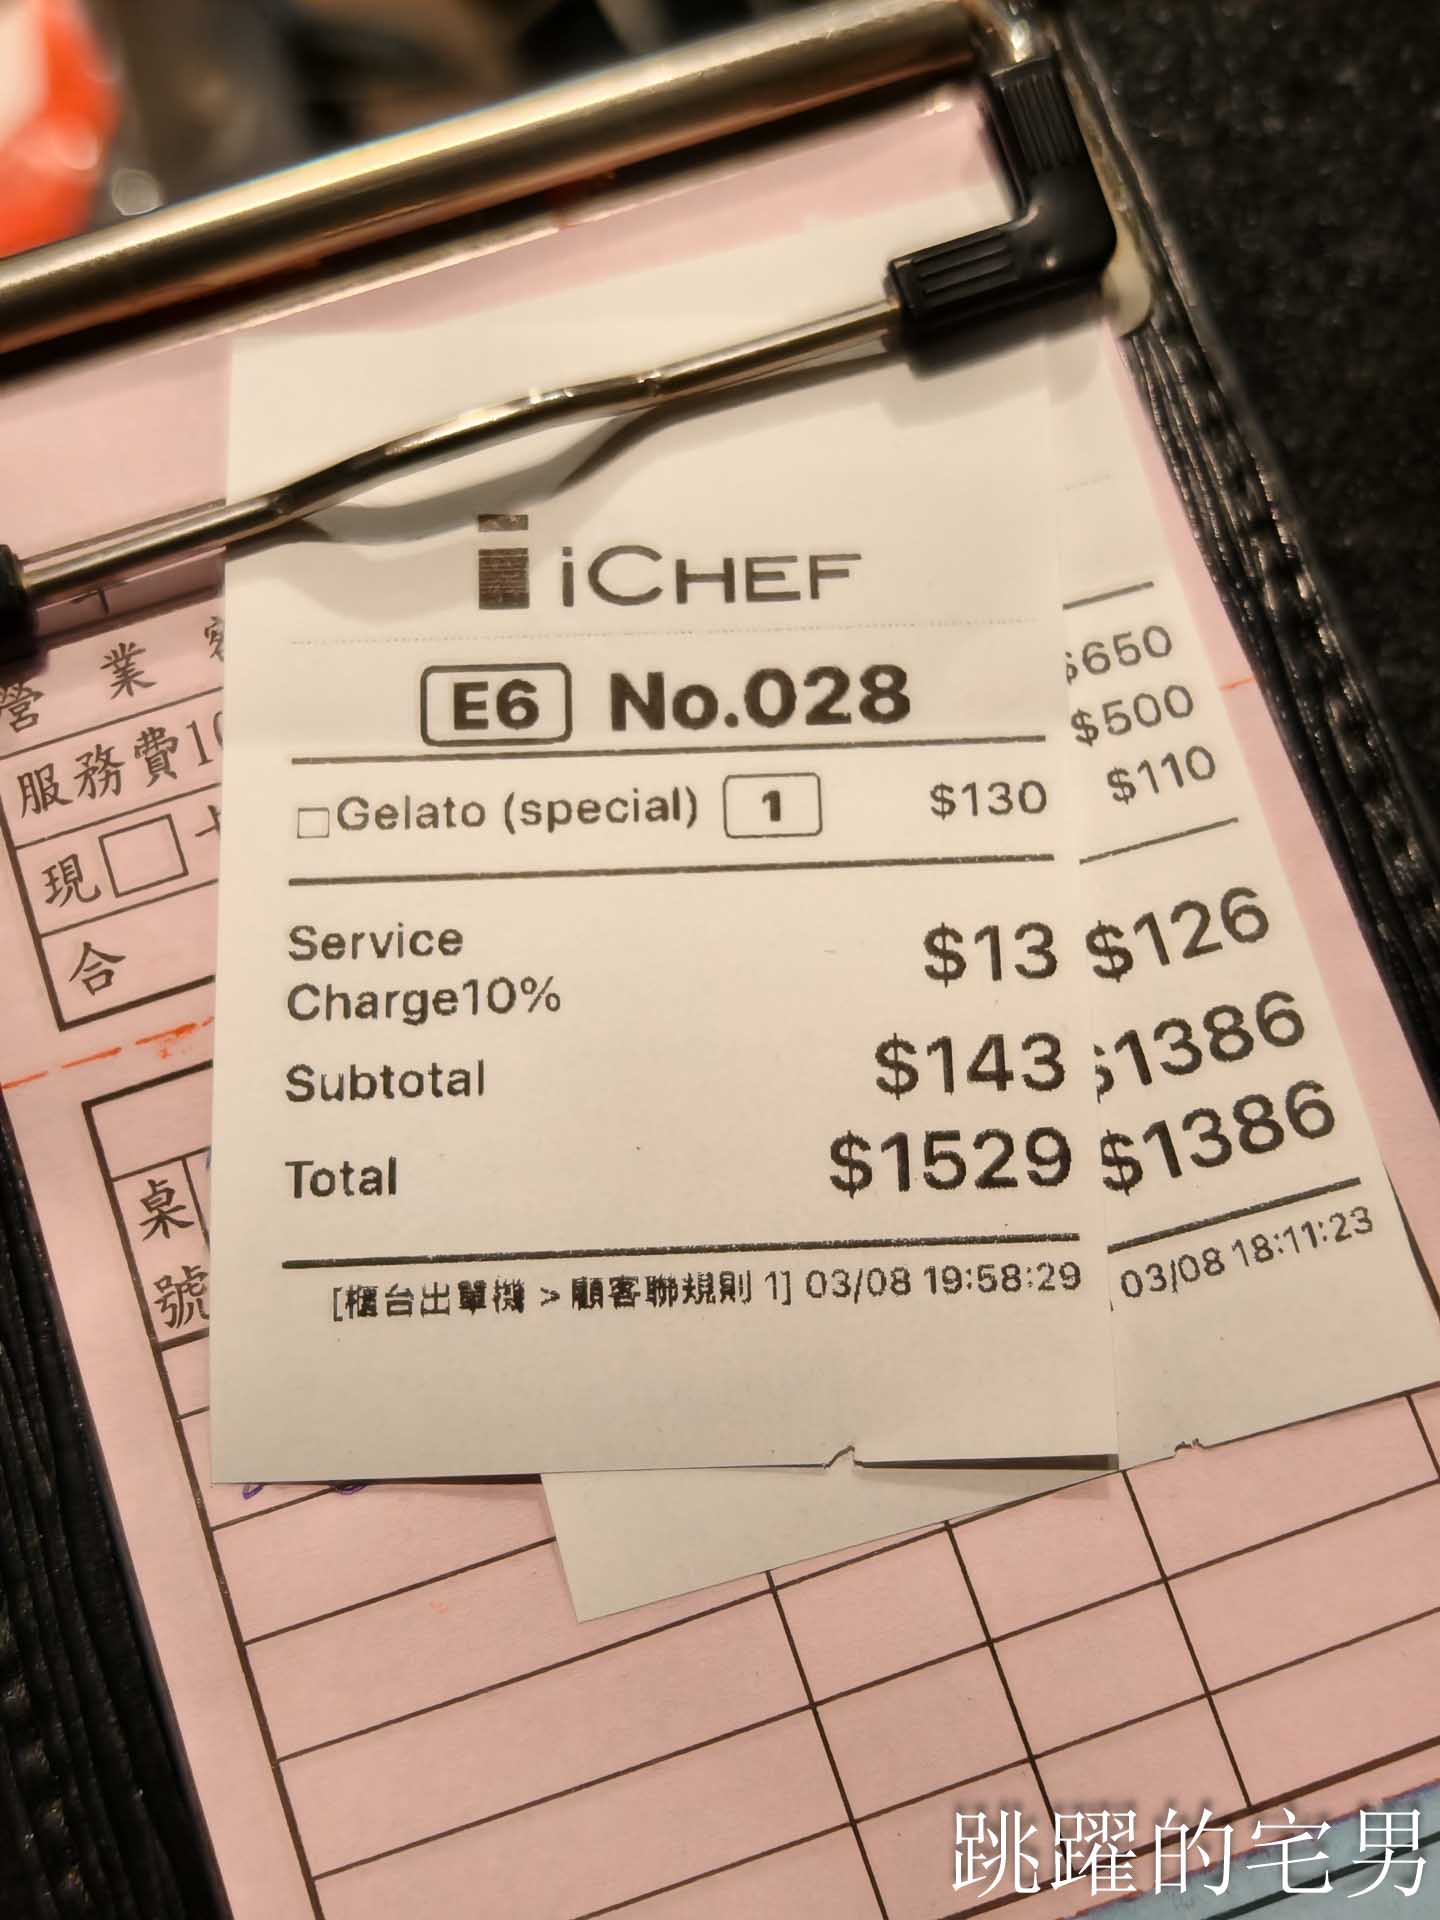 iCHEF
E6 No.028
□Gelato (special) 1 $130
Service
Charge10% $13
Subtotal $143
Total $1529
[櫃台出單機 > 顧客聯規則 1] 03/08 19:58:29
$650
$500
$110
$126
$1386
$1386
03/08 18:11:23
營業
服務費10
現
合
桌
號
跳躍的宅男